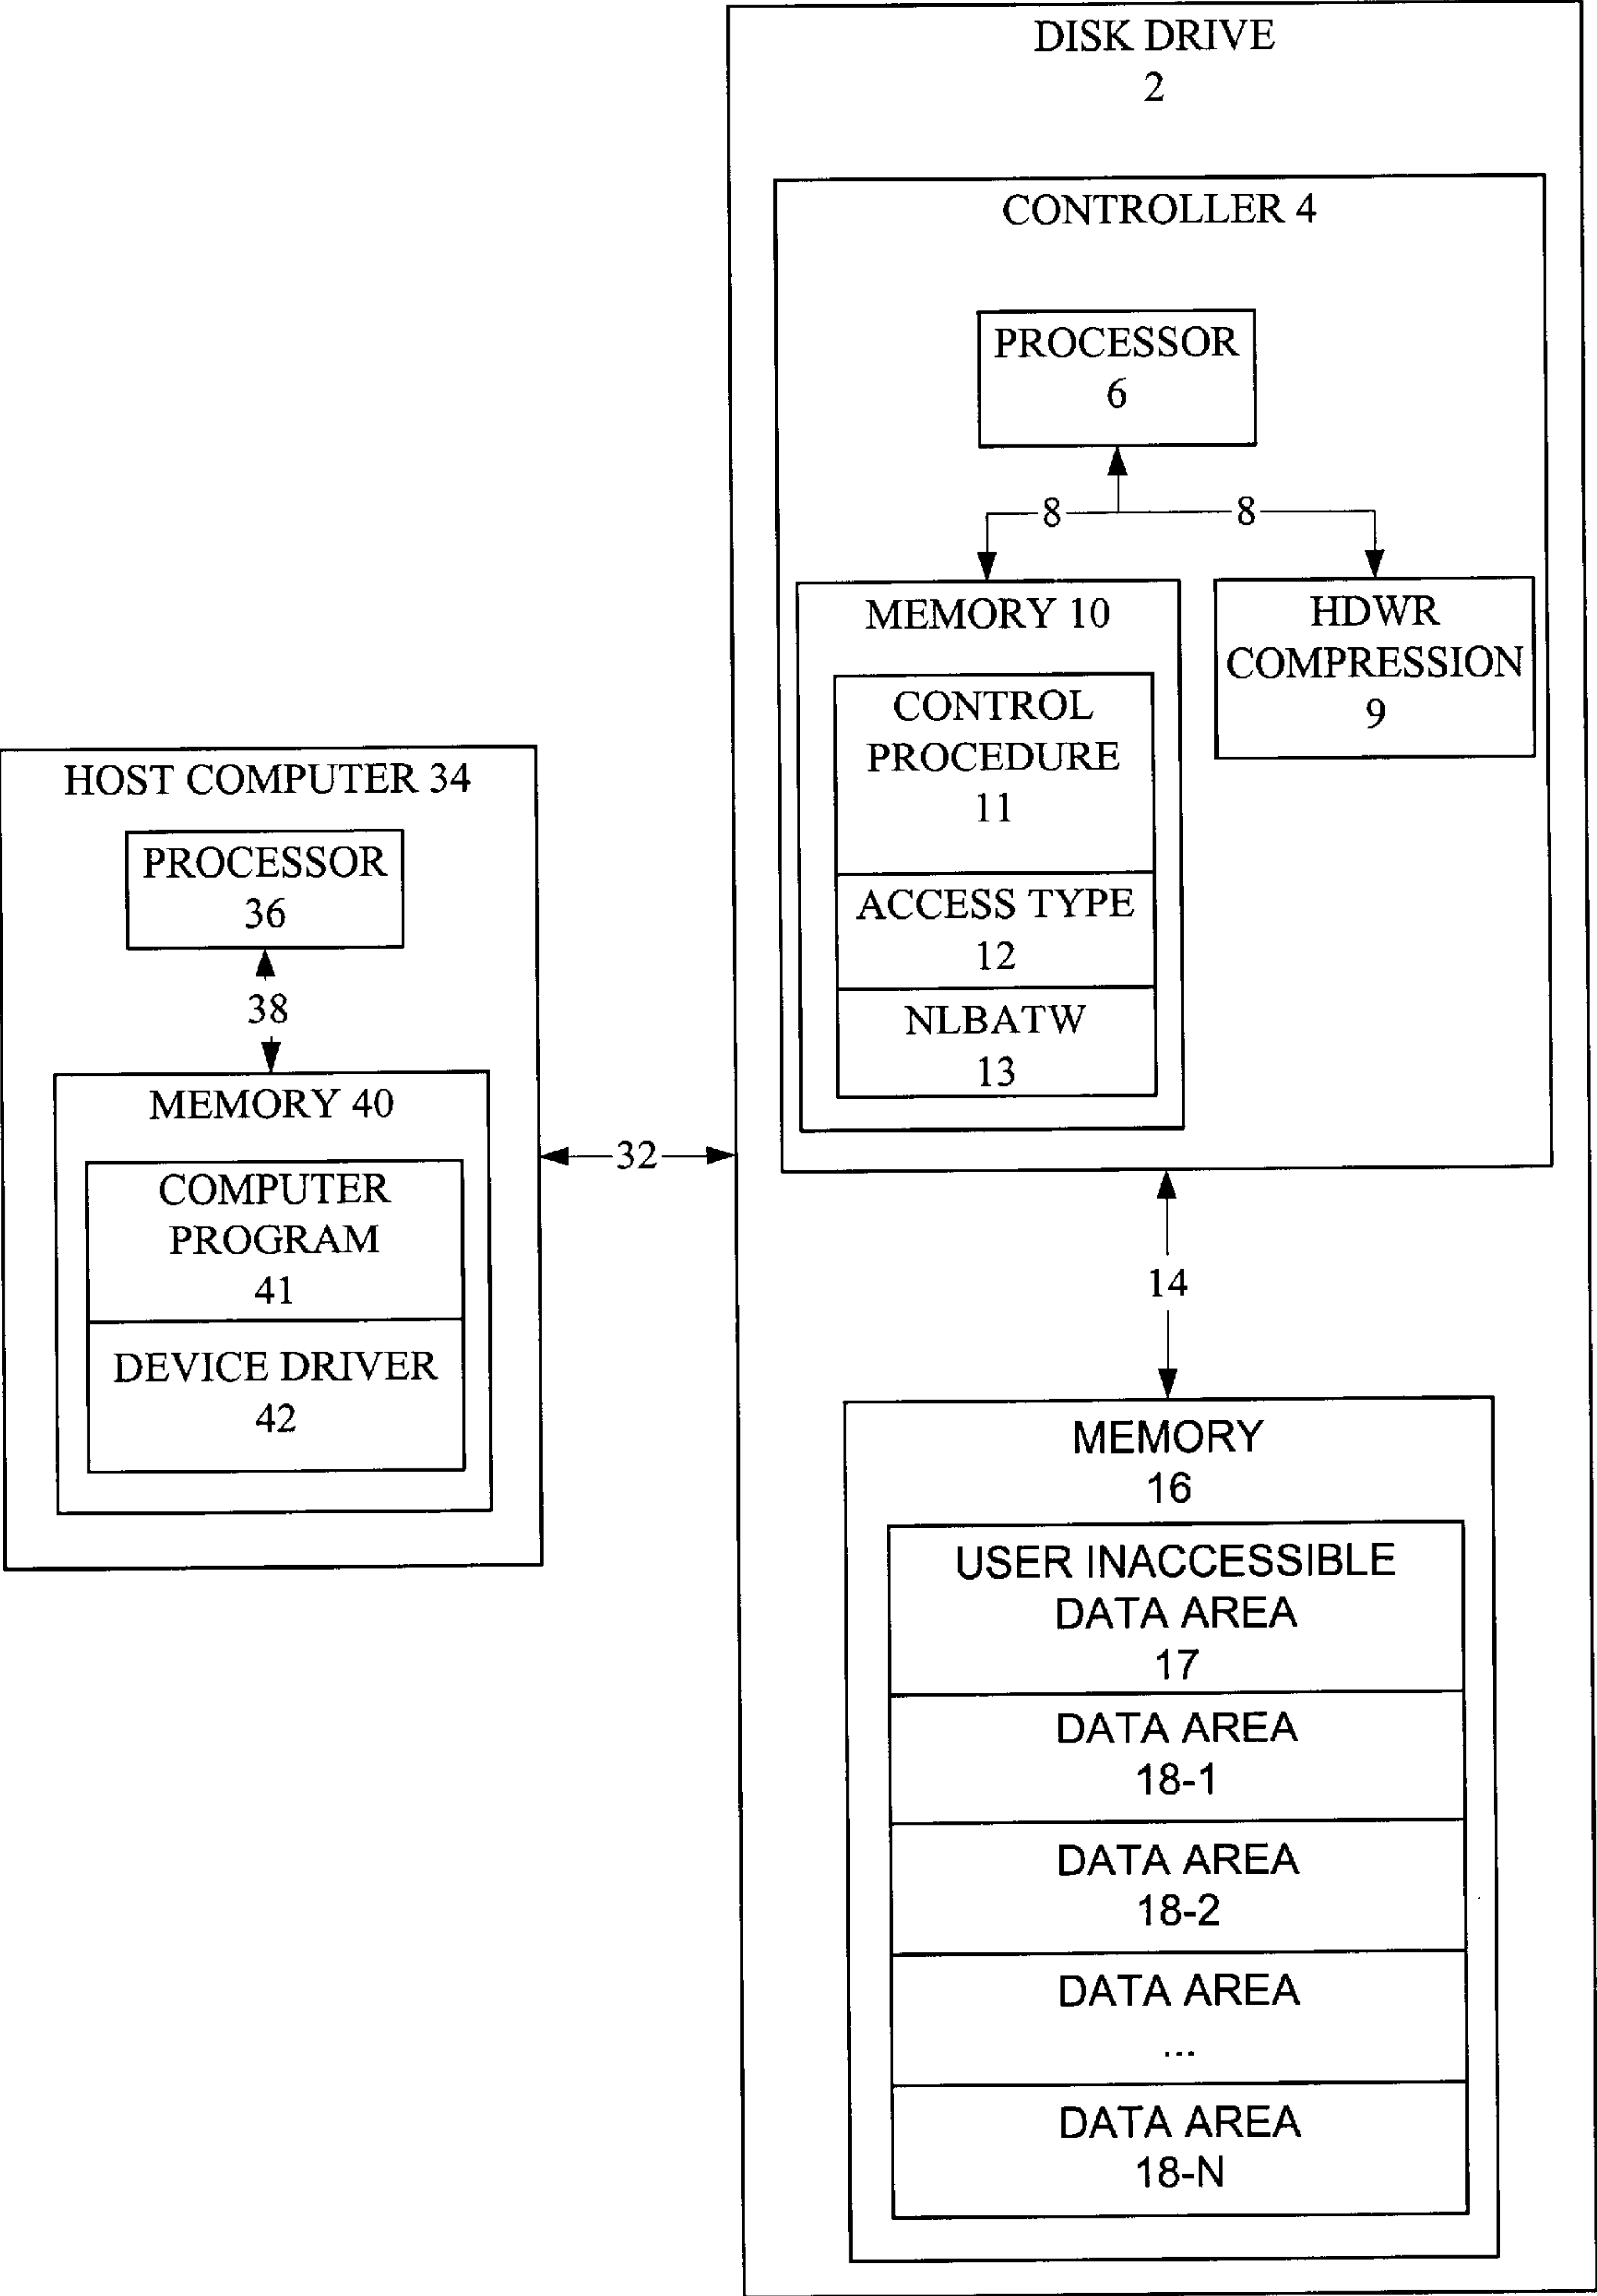 DISK DRIVE
2
CONTROLLER 4
PROCESSOR
6
8
8
MEMORY 10
CONTROL
PROCEDURE
11
ACCESS TYPE
12
NLBATW
13
HDWR
COMPRESSION
9
HOST COMPUTER 34
PROCESSOR
36
38
MEMORY 40
COMPUTER
PROGRAM
41
DEVICE DRIVER
42
32
14
MEMORY
16
USER INACCESSIBLE
DATA AREA
17
DATA AREA
18-1
DATA AREA
18-2
DATA AREA
...
DATA AREA
18-N